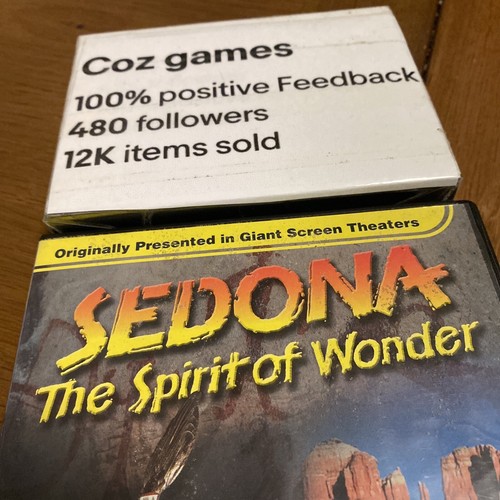 Coz games
100% positive Feedback
480 followers
12K items sold
Originally Presented in Giant Screen Theaters
SEDONA
The Spirit of Wonder